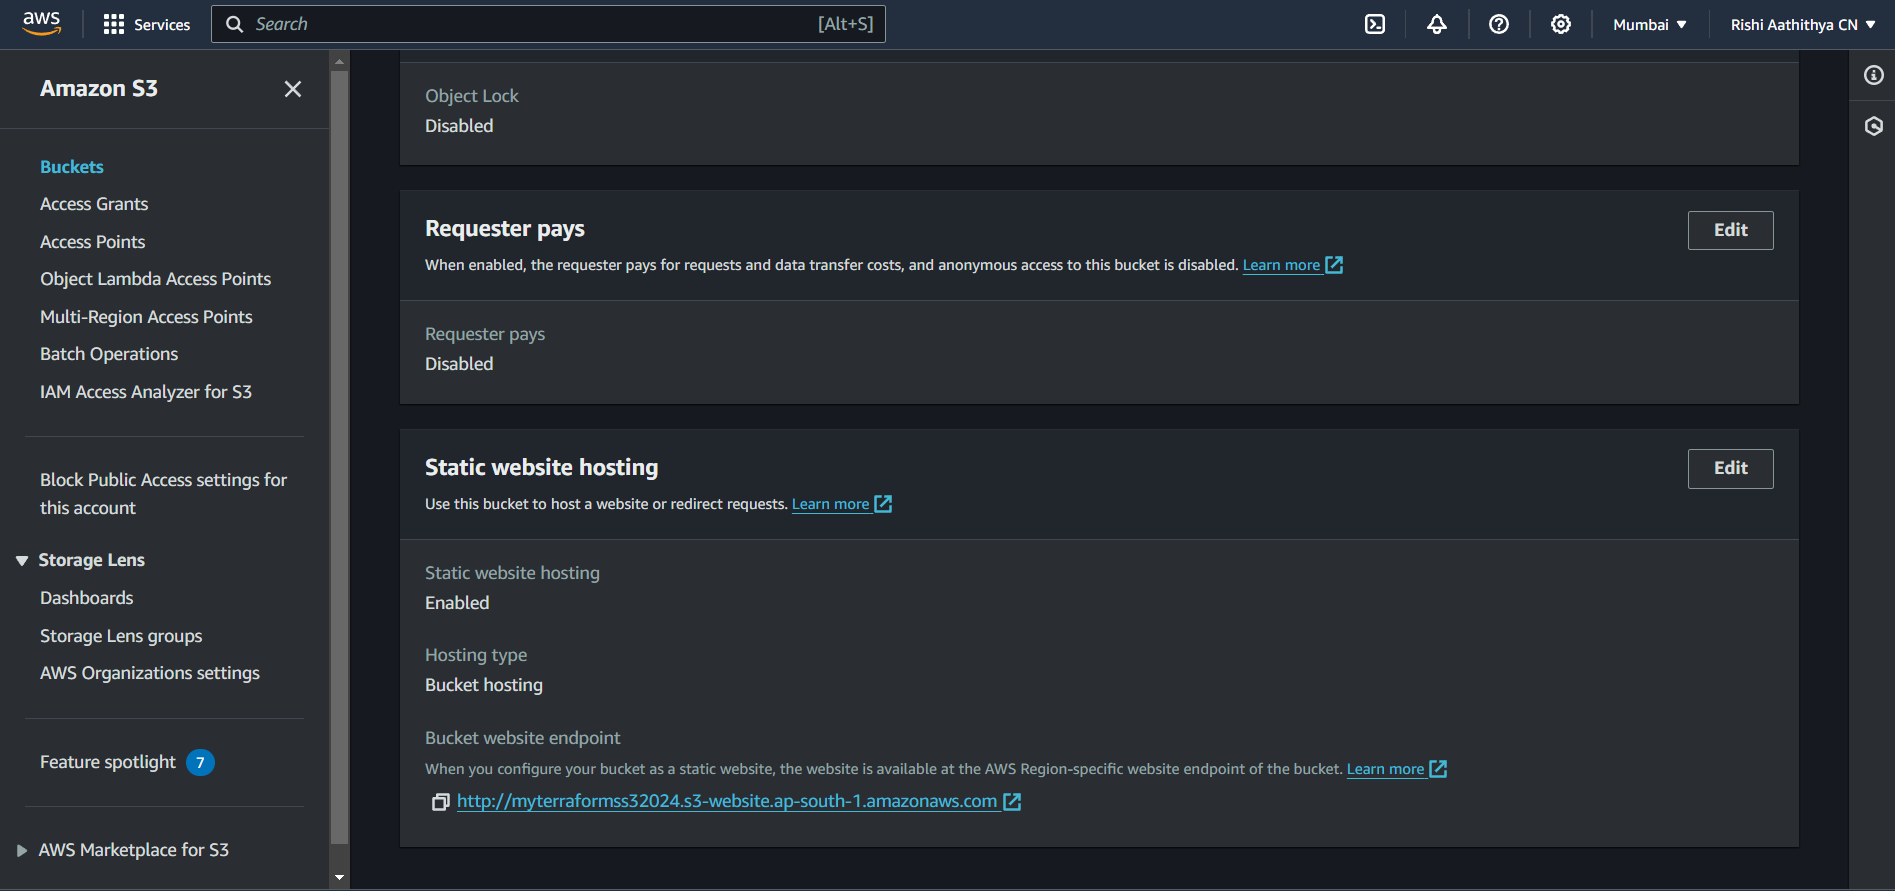 aws
Services
Search
[Alt+S]
Mumbai
Rishi Aathithya CN
Amazon S3
Buckets
Access Grants
Access Points
Object Lambda Access Points
Multi-Region Access Points
Batch Operations
IAM Access Analyzer for S3
Block Public Access settings for
this account
Storage Lens
Dashboards
Storage Lens groups
AWS Organizations settings
Feature spotlight 7
AWS Marketplace for S3
Object Lock
Disabled
Requester pays
Edit
When enabled, the requester pays for requests and data transfer costs, and anonymous access to this bucket is disabled. Learn more
Requester pays
Disabled
Static website hosting
Edit
Use this bucket to host a website or redirect requests. Learn more
Static website hosting
Enabled
Hosting type
Bucket hosting
Bucket website endpoint
When you configure your bucket as a static website, the website is available at the AWS Region-specific website endpoint of the bucket. Learn more
http://myterraformss32024.s3-website.ap-south-1.amazonaws.com